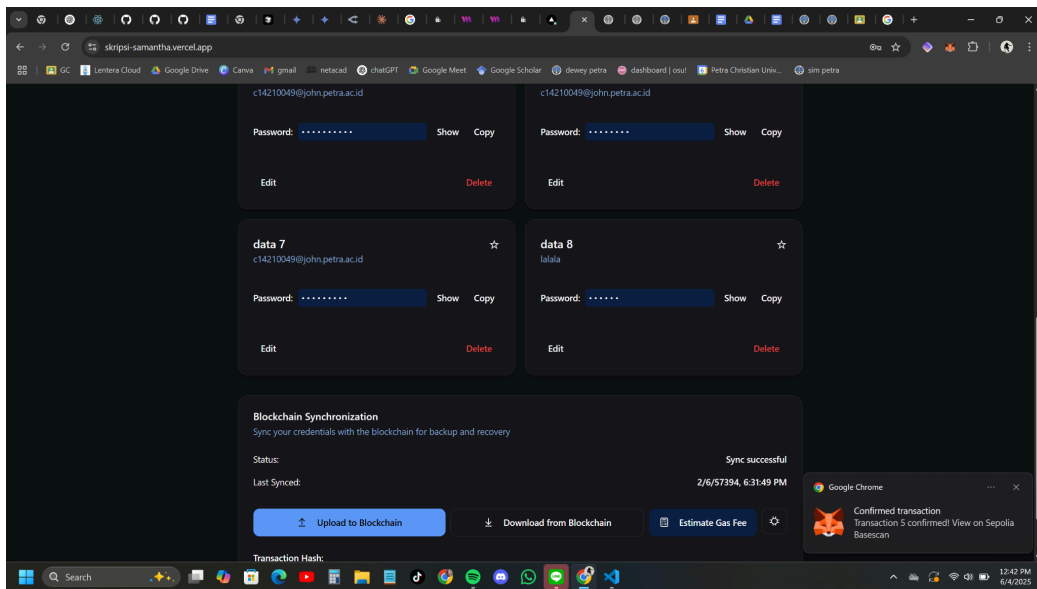 skripsi-samantha.vercel.app
GC
Lentera Cloud
Google Drive
Canva
gmail
netacad
chatGPT
Google Meet
Google Scholar
dewey petra
dashboard | osu!
Petra Christian Univ...
sim petra
c14210049@john.petra.ac.id
c14210049@john.petra.ac.id
Password: •••••••••• Show Copy
Password: •••••••• Show Copy
Edit Delete
Edit Delete
data 7
c14210049@john.petra.ac.id
data 8
lalala
Password: ••••••••• Show Copy
Password: •••••• Show Copy
Edit Delete
Edit Delete
Blockchain Synchronization
Sync your credentials with the blockchain for backup and recovery
Status: Sync successful
Last Synced: 2/6/57394, 6:31:49 PM
Upload to Blockchain
Download from Blockchain
Estimate Gas Fee
Transaction Hash:
Google Chrome
Confirmed transaction
Transaction 5 confirmed! View on Sepolia
Basescan
Search
12:42 PM
6/4/2025